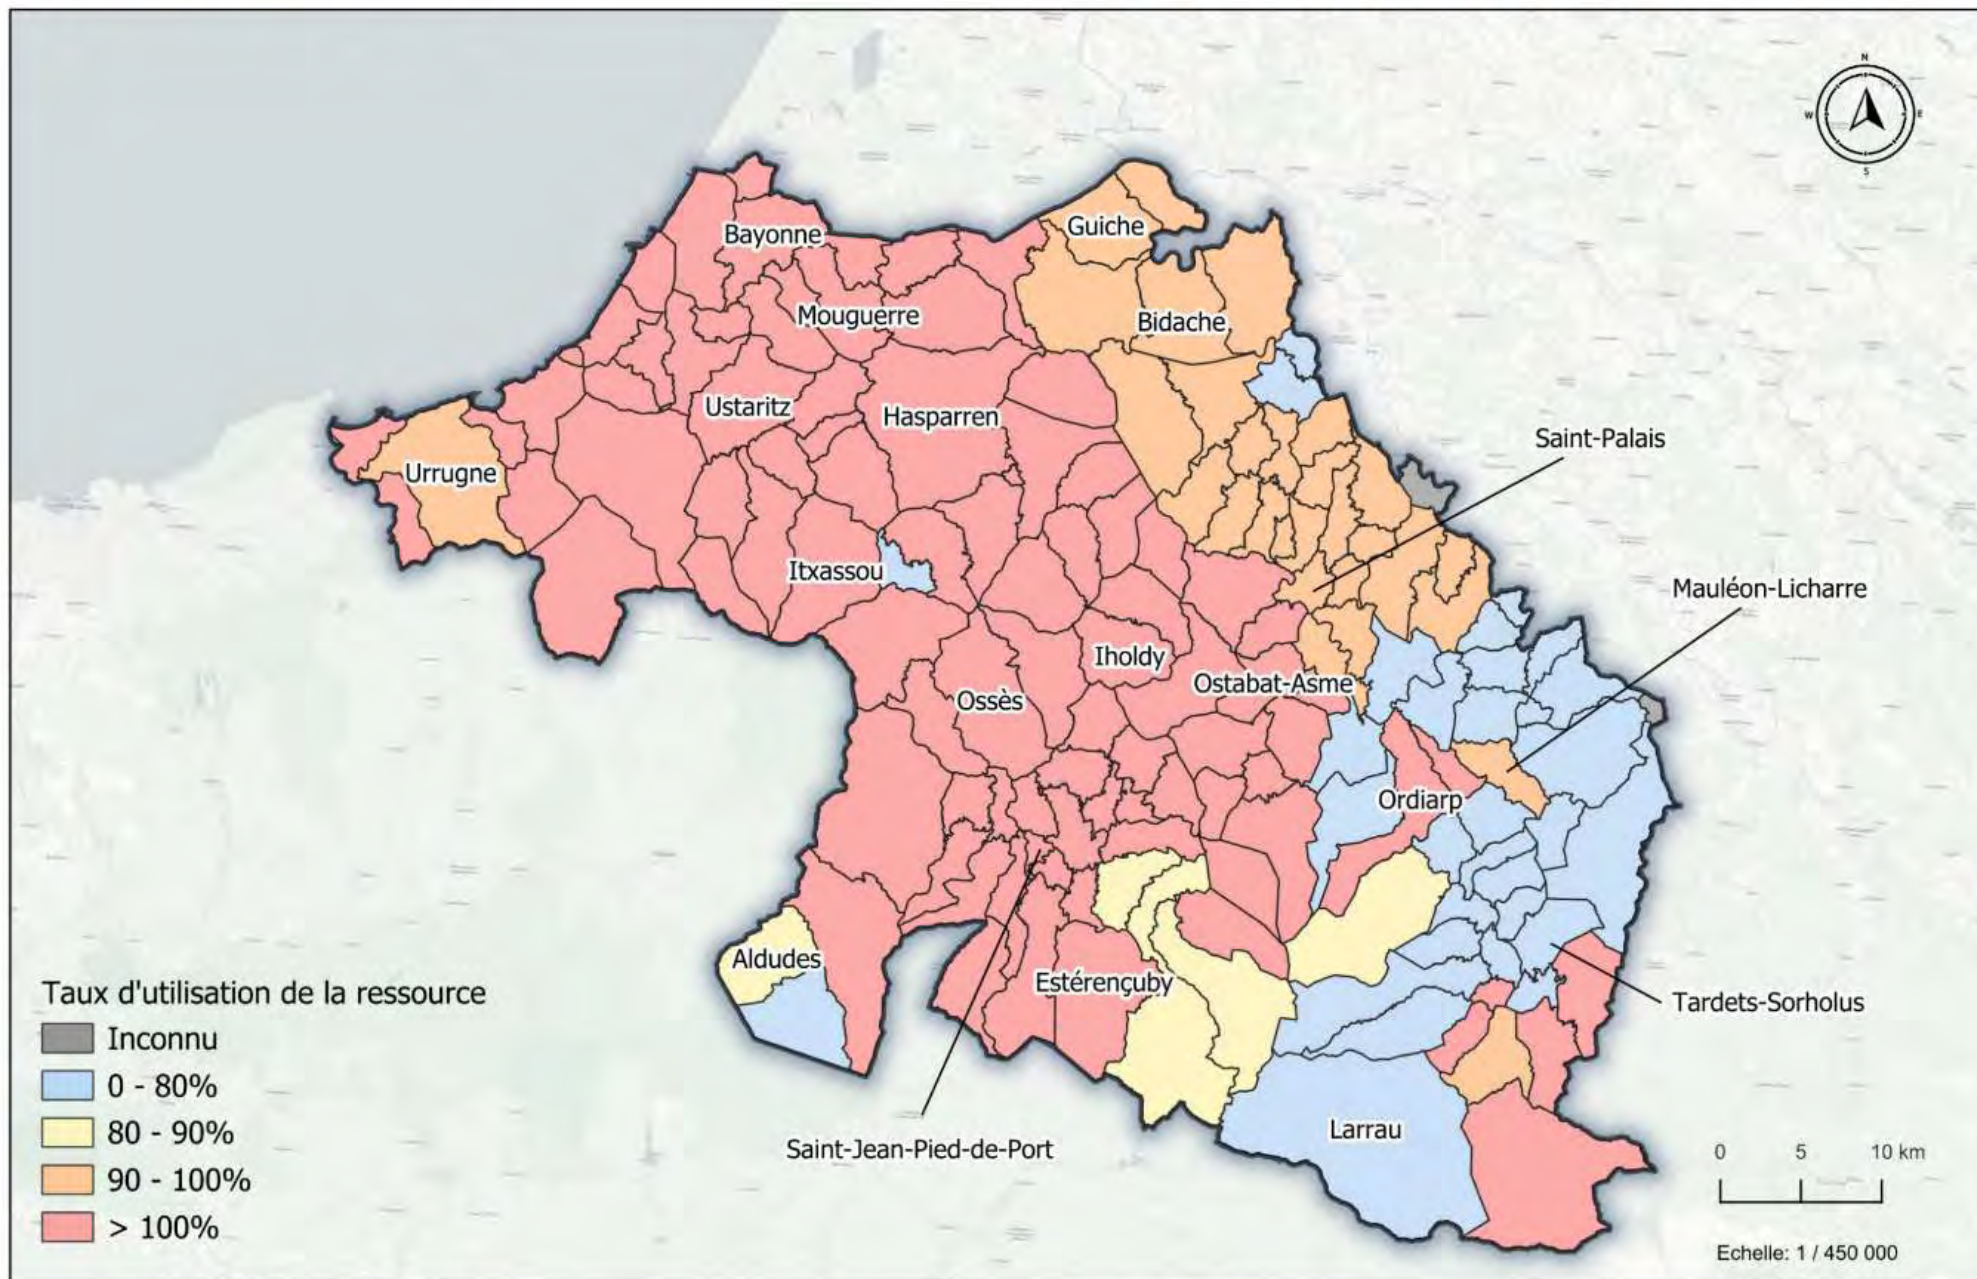 N
W
E
S
Guiche
Bayonne
Mouguerre
Bidache
Ustaritz
Hasparren
Saint-Palais
Urrugne
Itxassou
Mauléon-Licharre
Iholdy
Ostabat-Asme
Ossès
Ordiarp
Aldudes
Estérençuby
Tardets-Sorholus
Larrau
Saint-Jean-Pied-de-Port
Taux d'utilisation de la ressource
Inconnu
0 - 80%
80 - 90%
90 - 100%
> 100%
0 5 10 km
Echelle: 1 / 450 000